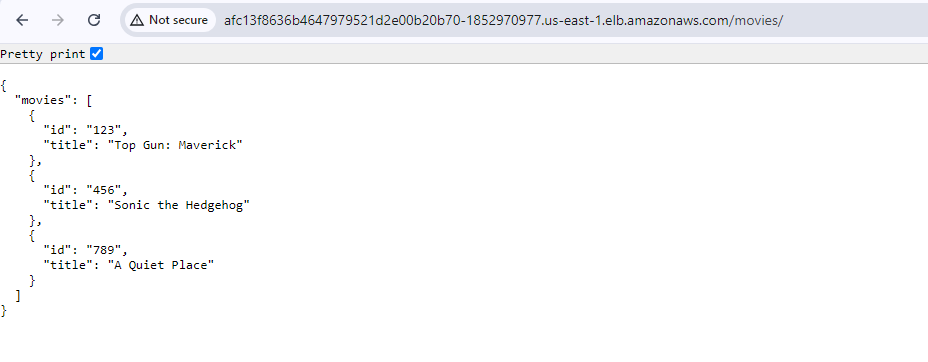 Not secure afc13f8636b4647979521d2e00b20b70-1852970977.us-east-1.elb.amazonaws.com/movies/
Pretty print
{
  "movies": [
    {
      "id": "123",
      "title": "Top Gun: Maverick"
    },
    {
      "id": "456",
      "title": "Sonic the Hedgehog"
    },
    {
      "id": "789",
      "title": "A Quiet Place"
    }
  ]
}